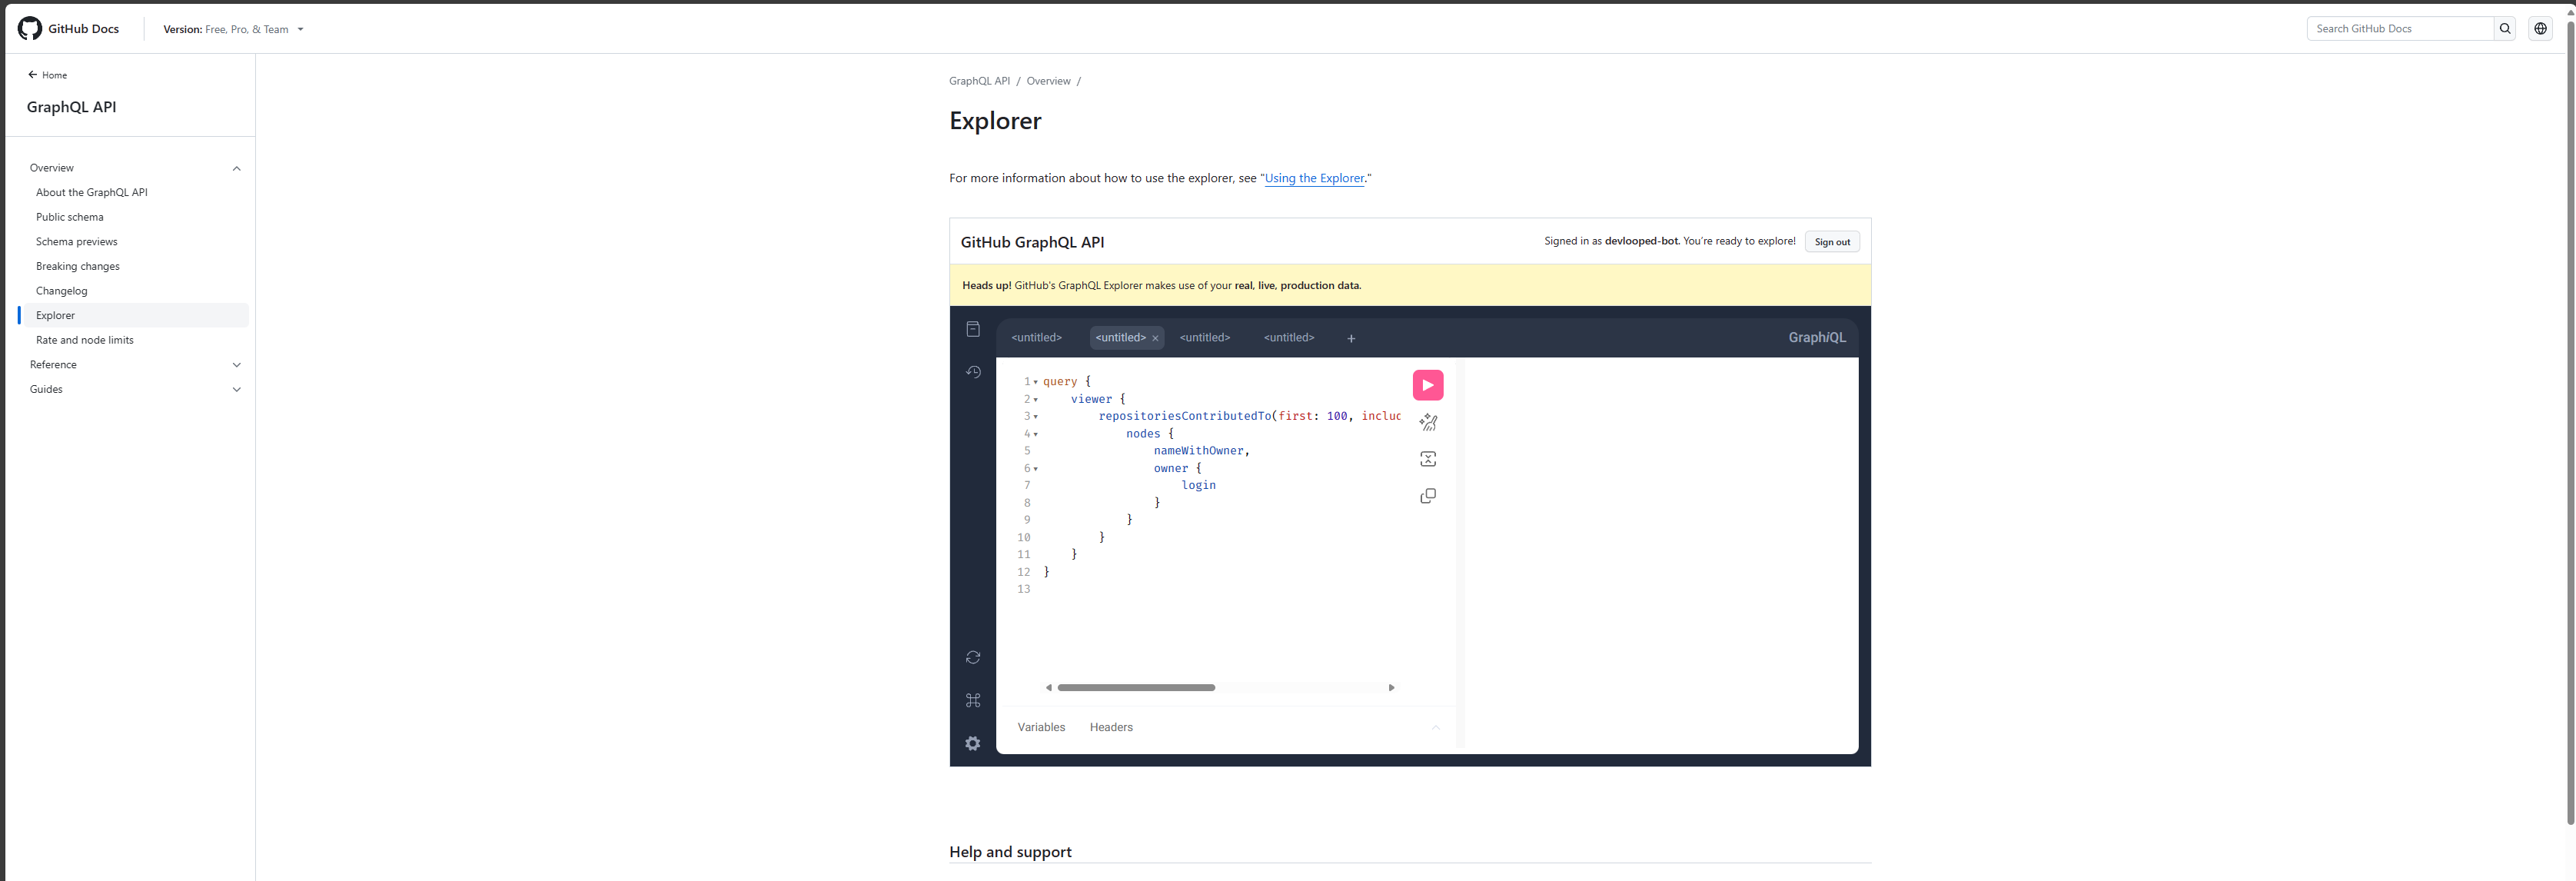 GitHub Docs
Version: Free, Pro, & Team
Search GitHub Docs
Home
GraphQL API
Overview
About the GraphQL API
Public schema
Schema previews
Breaking changes
Changelog
Explorer
Rate and node limits
Reference
Guides
GraphQL API / Overview /
Explorer
For more information about how to use the explorer, see "Using the Explorer."
GitHub GraphQL API
Signed in as devlooped-bot. You're ready to explore!
Sign out
Heads up! GitHub's GraphQL Explorer makes use of your real, live, production data.
<untitled> <untitled> × <untitled> <untitled> +
GraphiQL
1 query {
2 viewer {
3 repositoriesContributedTo(first: 100, includ
4 nodes {
5 nameWithOwner,
6 owner {
7 login
8 }
9 }
10 }
11 }
12 }
13
Variables Headers
Help and support